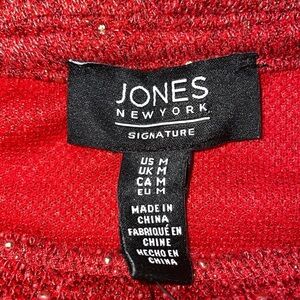 JONES
NEW YORK
SIGNATURE
US M
UK M
CA M
EU M
MADE IN
CHINA
FABRIQUÉ EN
CHINE
HECHO EN
CHINA